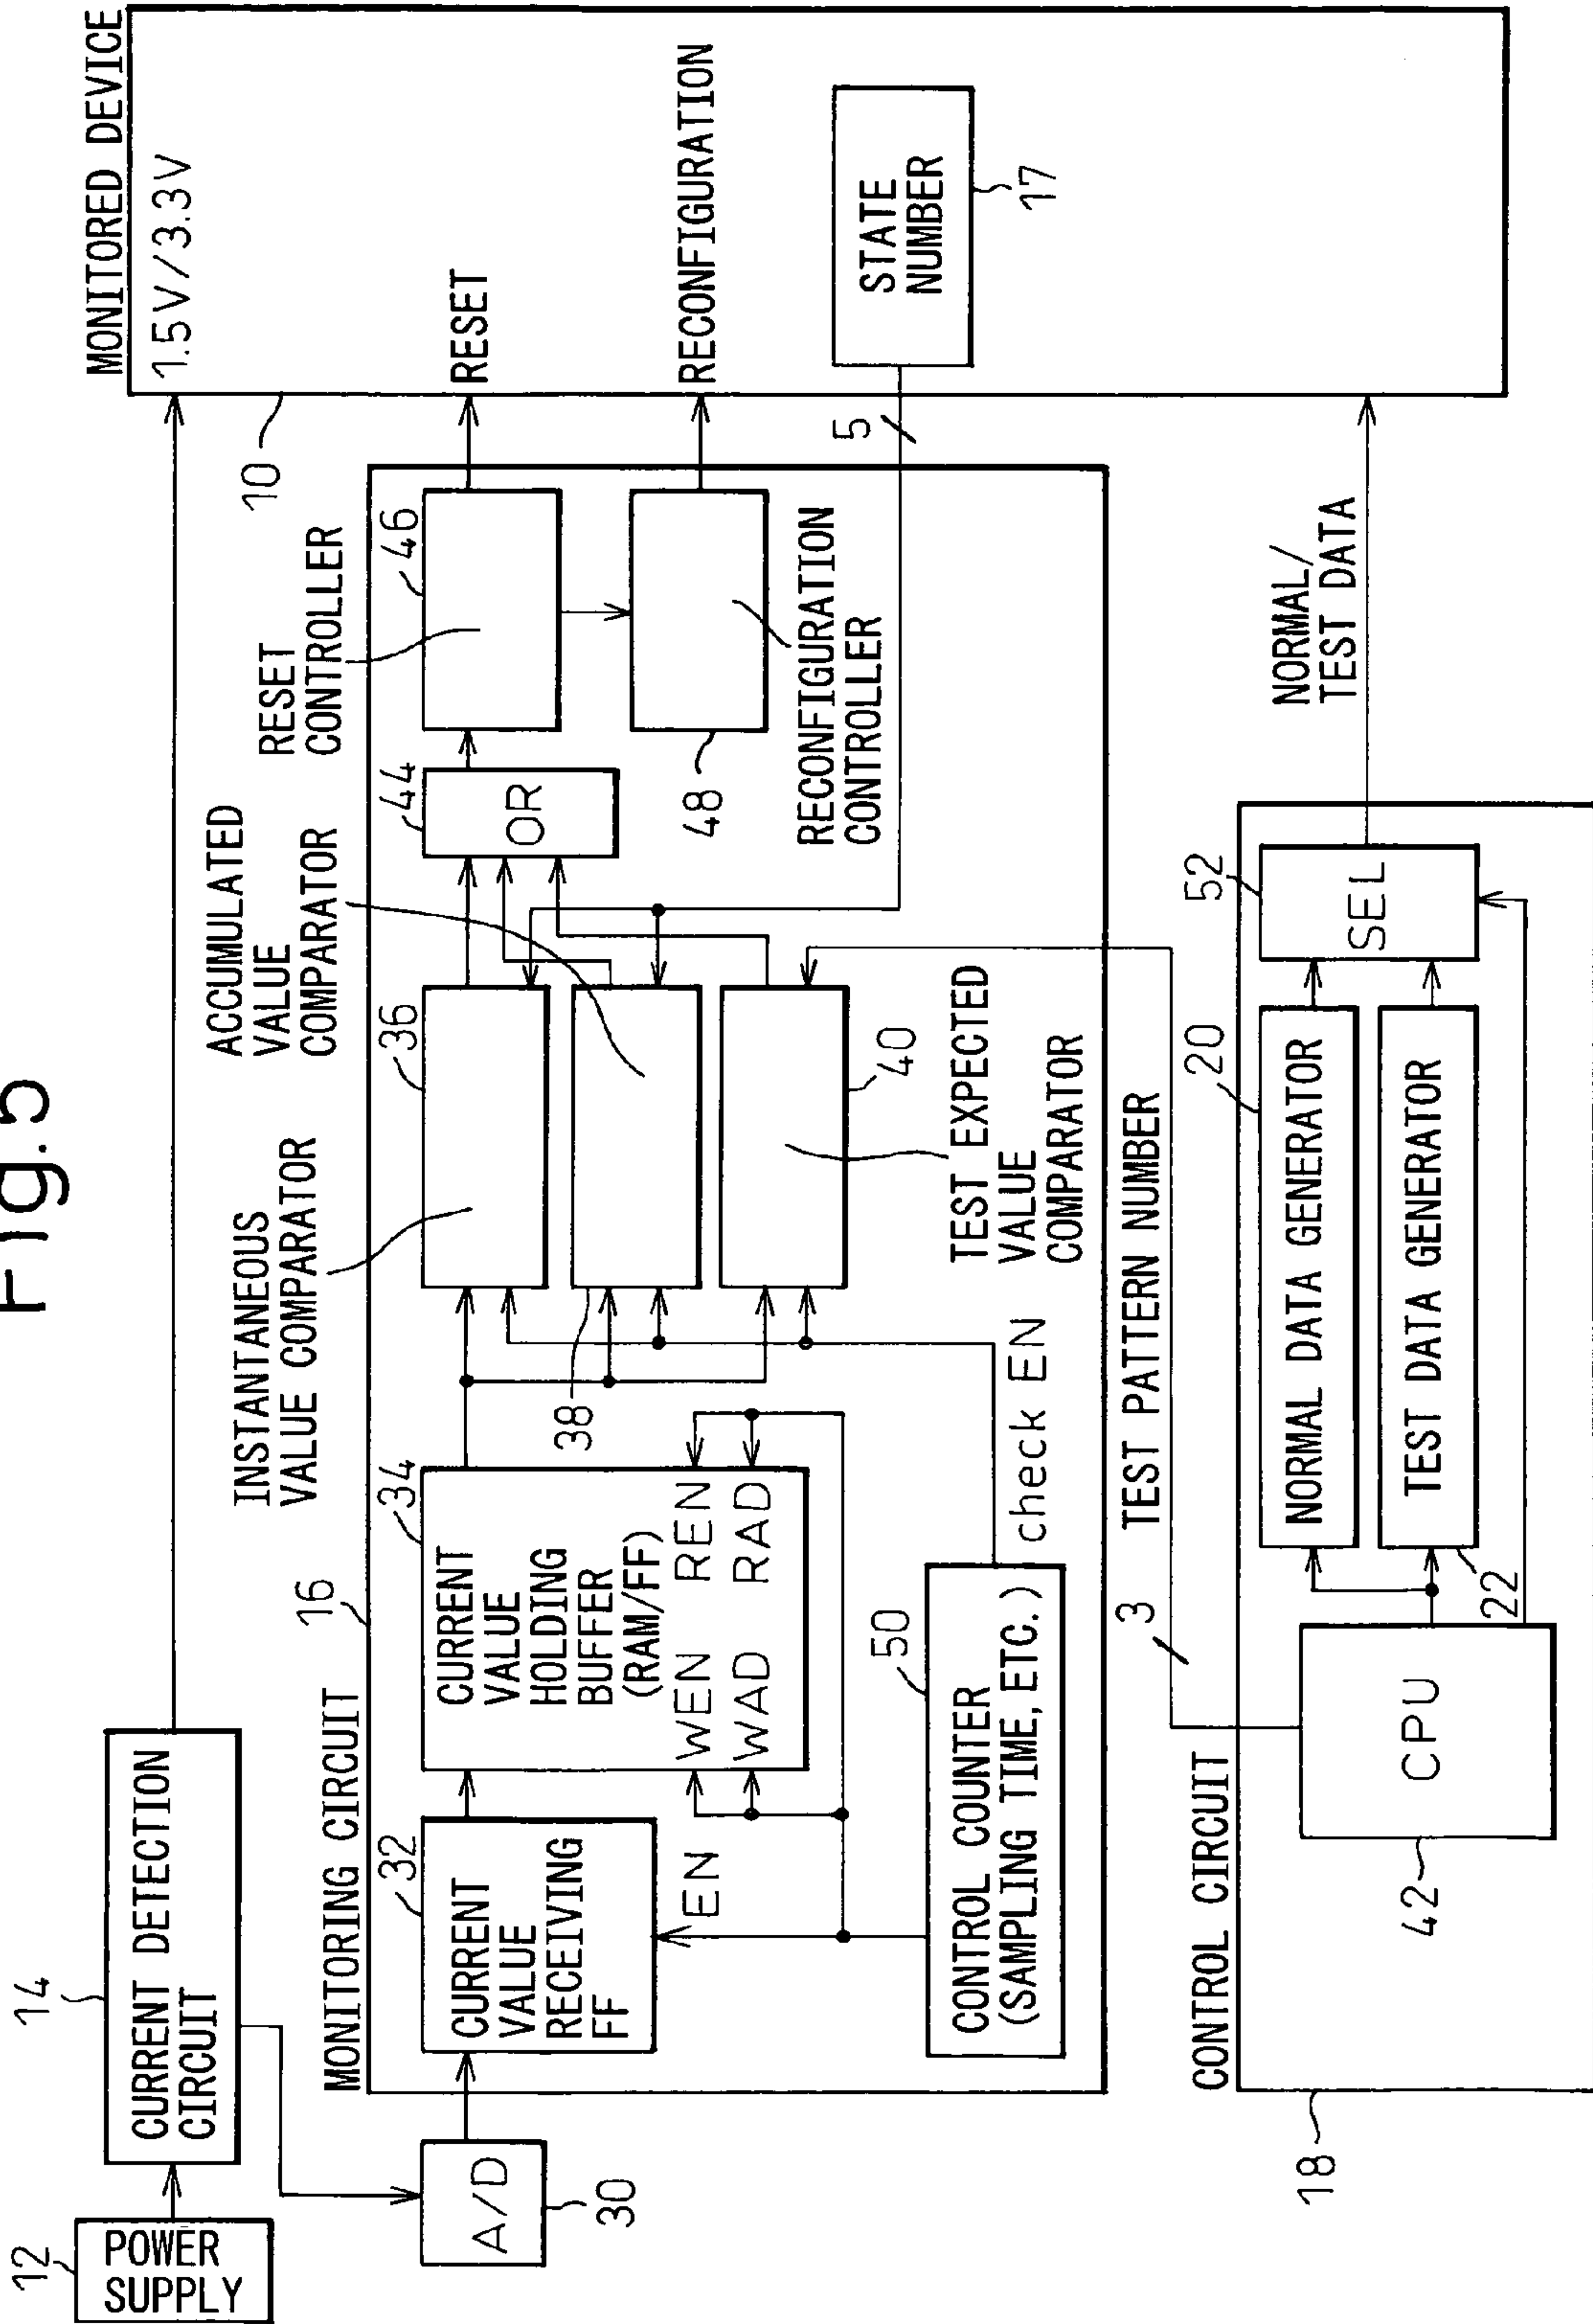 Fig.5
12
POWER
SUPPLY
14
CURRENT DETECTION
CIRCUIT
MONITORED DEVICE
1.5V/3.3V
10
A/D
30
MONITORING CIRCUIT
16
32
CURRENT
VALUE
RECEIVING
FF
EN
34
CURRENT
VALUE
HOLDING
BUFFER
(RAM/FF)
WEN REN
WAD RAD
INSTANTANEOUS
VALUE COMPARATOR
36
ACCUMULATED
VALUE
COMPARATOR
38
40
TEST EXPECTED
VALUE
COMPARATOR
44
OR
RESET
CONTROLLER
46
RESET
48
RECONFIGURATION
CONTROLLER
RECONFIGURATION
5
STATE
NUMBER
17
50
CONTROL COUNTER
(SAMPLING TIME, ETC.)
check EN
3
TEST PATTERN NUMBER
CONTROL CIRCUIT
18
CPU
42
20
NORMAL DATA GENERATOR
TEST DATA GENERATOR
22
52
SEL
NORMAL/
TEST DATA